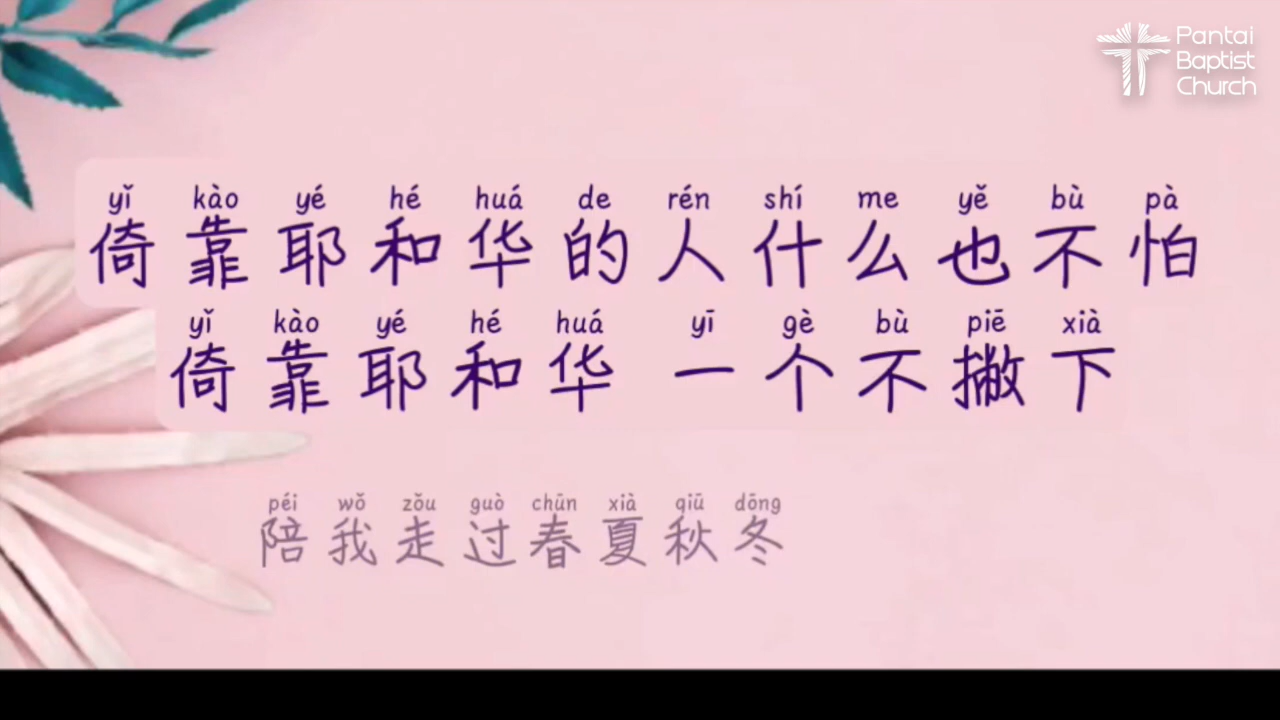 Pantai
Baptist
Church
yǐ kào yé hé huá de rén shí me yě bù pà
倚靠耶和华的人什么也不怕
yǐ kào yé hé huá yī gè bù piē xià
倚靠耶和华 一个不撇下
péi wǒ zǒu guò chūn xià qiū dōng
陪我走过春夏秋冬